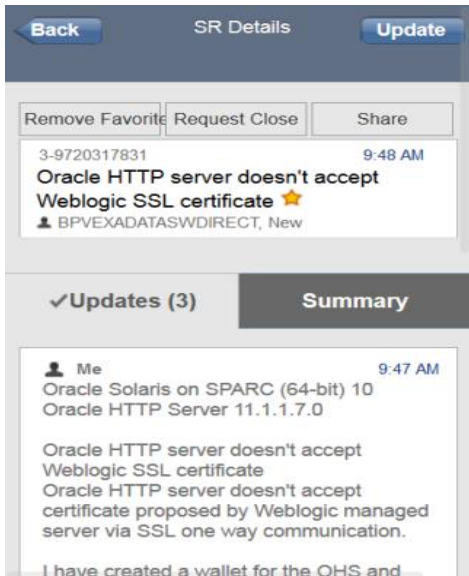 Back SR Details Update
Remove Favorite Request Close Share
3-9720317831 9:48 AM
Oracle HTTP server doesn't accept
Weblogic SSL certificate
BPVEXADATASWDIRECT, New
✓Updates (3) Summary
Me 9:47 AM
Oracle Solaris on SPARC (64-bit) 10
Oracle HTTP Server 11.1.1.7.0
Oracle HTTP server doesn't accept
Weblogic SSL certificate
Oracle HTTP server doesn't accept
certificate proposed by Weblogic managed
server via SSL one way communication.
I have created a wallet for the OHS and